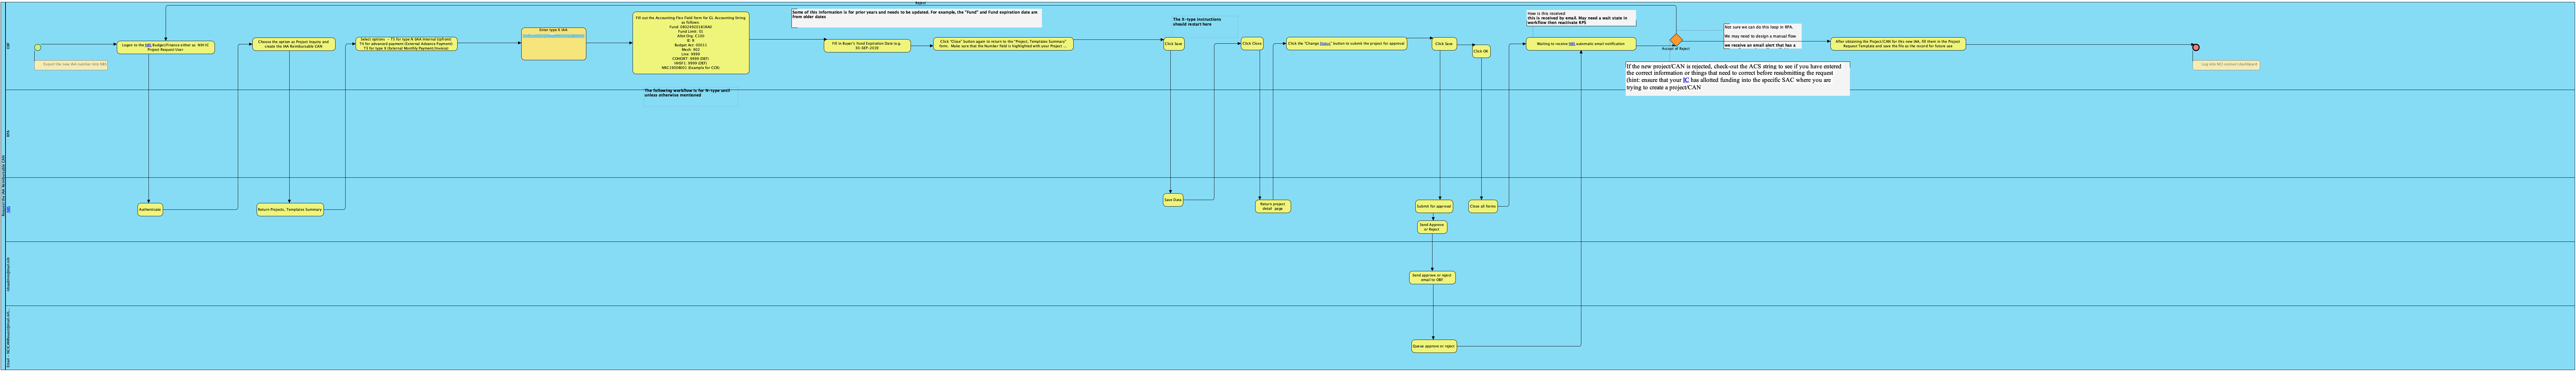 Reject
Request the IAA Reimbursable CAN
OBF
RPA
NBS
Export the new IAA number into NBS
Logon to the NBS Budget/Finance either as NIH IC
Project Request User
Choose the option as Project Inquiry and
create the IAA Reimbursable CAN
Select options - T5 for type R IAA Internal (Upfront)
T4 for advanced payment (External Advance Payment)
T3 for type X (External Monthly Payment/Invoice)
Enter type R IAA
Fill out the Accounting Flex Field form for GL Accounting String
as follows:
Fund Limit: 01
IC: 9
Budget Act: 00011
Mech: 902
Line: 9999
COHORT: 9999 (DEF)
Some of this information is for prior years and needs to be updated. For example, the "Fund" and Fund expiration date are
from older dates
The following workflow is for N-type until
unless otherwise mentioned
Fill in Buyer's Fund Expiration Date (e.g.
30-SEP-2019)
Click "Close" button again to return to the "Project, Templates Summary"
form. Make sure that the Number field is highlighted with your Project ...
The X-type instructions
should restart here
Click Save
Click Close
Click the "Change Status" button to submit the project for approval
Click Save
Click OK
How is this received:
this is received by email. May need a wait state in
workflow then reactivate RPS
Waiting to receive NBS automatic email notification
Accept of Reject
Not sure we can do this loop in RPA.
We may need to design a manual flow
we receive an email alert that has a
If the new project/CAN is rejected, check-out the ACS string to see if you have entered
the correct information or things that need to correct before resubmitting the request
(hint: ensure that your IC has allotted funding into the specific SAC where you are
trying to create a project/CAN
After obtaining the Project/CAN for this new IAA, fill them in the Project
Request Template and save the file as the record for future use
Log into NCI connect dashboard
Authenticate
Return Projects, Templates Summary
Save Data
Return project
detail page
Submit for approval
Close all forms
Send Approve
or Reject
Send approve or reject
email to OBF
Queue approve or reject